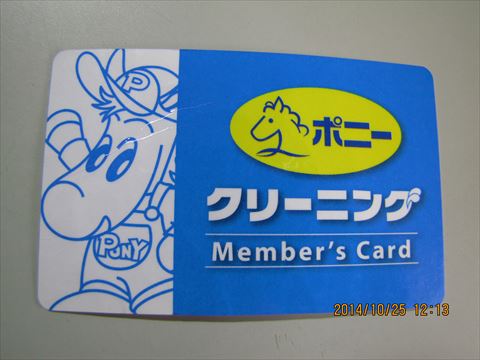 P
PONY
ポニー
クリーニング
Member's Card
2014/10/25 12:13